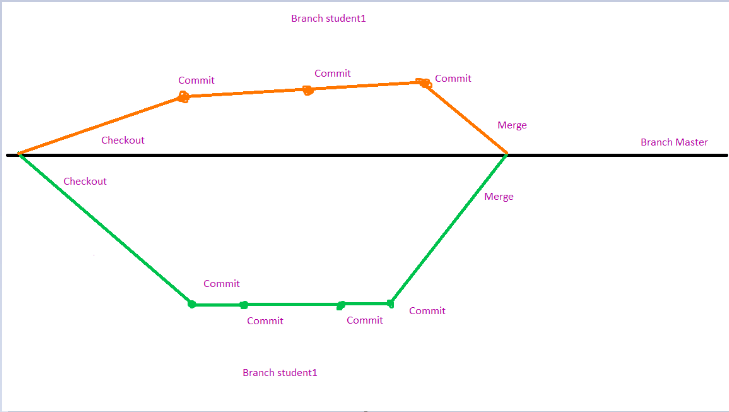 Branch student1
Commit
Commit
Commit
Merge
Checkout
Branch Master
Checkout
Merge
Commit
Commit
Commit
Commit
Branch student1